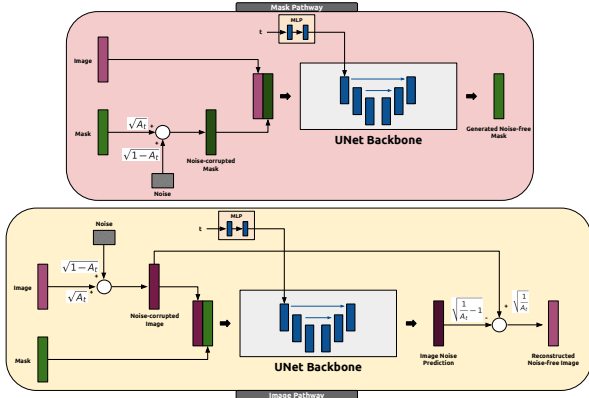 Mask Pathway
MLP
t
Image
Mask
√A_t *
* √1−A_t
Noise-corrupted
Mask
Noise
UNet Backbone
Generated Noise-free
Mask
Noise
MLP
t
√1−A_t *
Image
√A_t *
Noise-corrupted
Image
Mask
UNet Backbone
√(1/A_t −1) -
* √(1/A_t)
Image Noise
Prediction
Reconstructed
Noise-free Image
Image Pathway